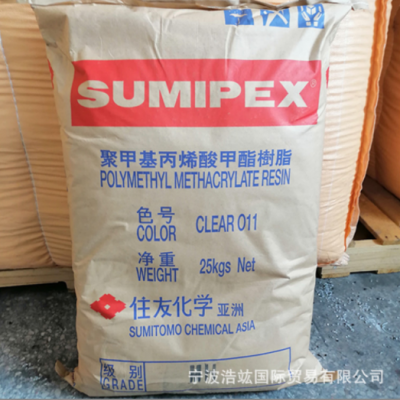 SUMIPEX®
聚甲基丙烯酸甲酯樹脂
POLYMETHYL METHACRYLATE RESIN
色号
COLOR CLEAR 011
净重
WEIGHT 25kgs Net
住友化学 亚洲
SUMITOMO CHEMICAL ASIA
级别
GRADE
宁波浩竑国际贸易有限公司